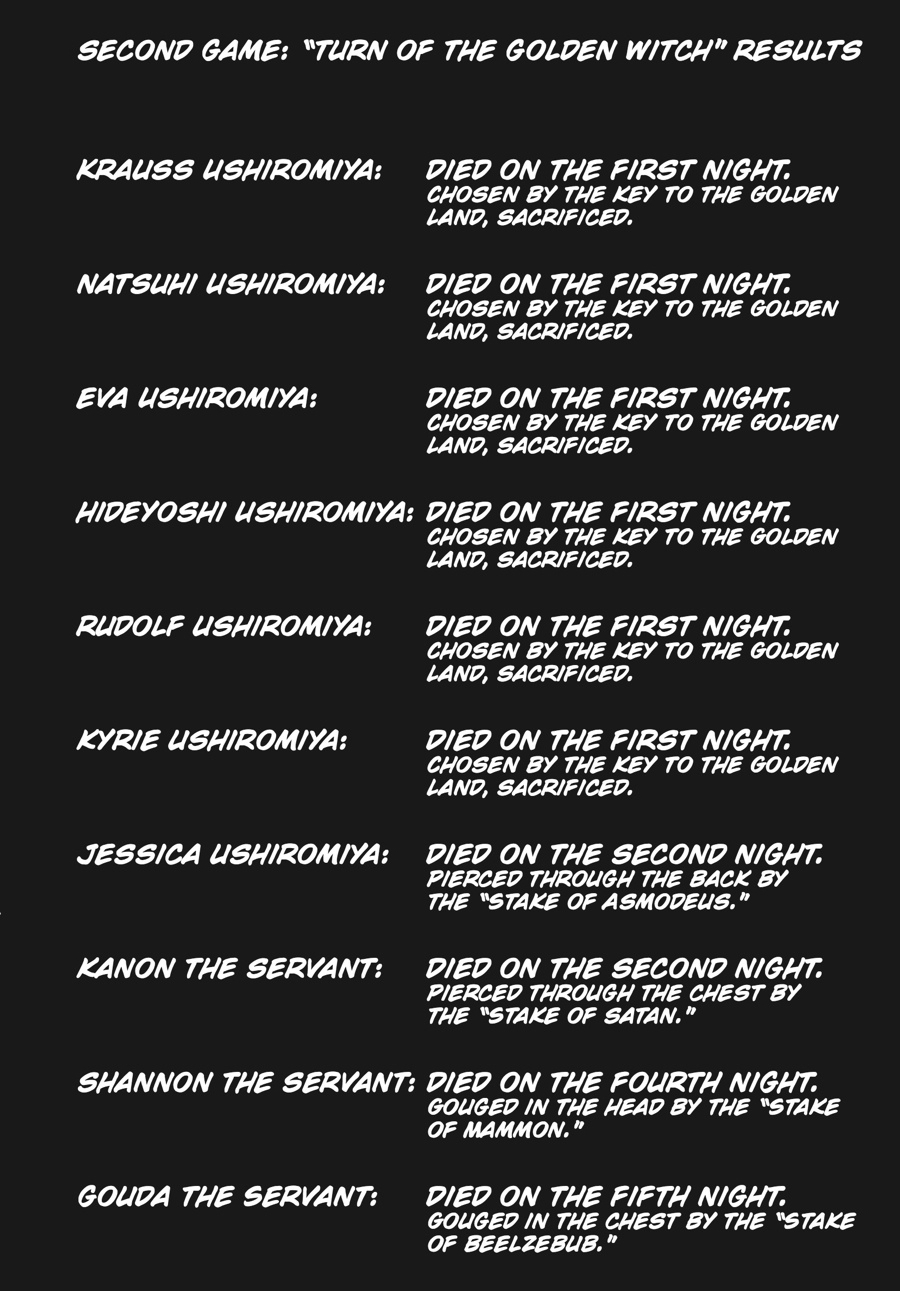 SECOND GAME: "TURN OF THE GOLDEN WITCH" RESULTS
KRAUSS USHIROMIYA: DIED ON THE FIRST NIGHT.
CHOSEN BY THE KEY TO THE GOLDEN
LAND, SACRIFICED.
NATSUHI USHIROMIYA: DIED ON THE FIRST NIGHT.
CHOSEN BY THE KEY TO THE GOLDEN
LAND, SACRIFICED.
EVA USHIROMIYA: DIED ON THE FIRST NIGHT.
CHOSEN BY THE KEY TO THE GOLDEN
LAND, SACRIFICED.
HIDEYOSHI USHIROMIYA: DIED ON THE FIRST NIGHT.
CHOSEN BY THE KEY TO THE GOLDEN
LAND, SACRIFICED.
RUDOLF USHIROMIYA: DIED ON THE FIRST NIGHT.
CHOSEN BY THE KEY TO THE GOLDEN
LAND, SACRIFICED.
KYRIE USHIROMIYA: DIED ON THE FIRST NIGHT.
CHOSEN BY THE KEY TO THE GOLDEN
LAND, SACRIFICED.
JESSICA USHIROMIYA: DIED ON THE SECOND NIGHT.
PIERCED THROUGH THE BACK BY
THE "STAKE OF ASMODEUS."
KANON THE SERVANT: DIED ON THE SECOND NIGHT.
PIERCED THROUGH THE CHEST BY
THE "STAKE OF SATAN."
SHANNON THE SERVANT: DIED ON THE FOURTH NIGHT.
GOUGED IN THE HEAD BY THE "STAKE
OF MAMMON."
GOUDA THE SERVANT: DIED ON THE FIFTH NIGHT.
GOUGED IN THE CHEST BY THE "STAKE
OF BEELZEBUB."